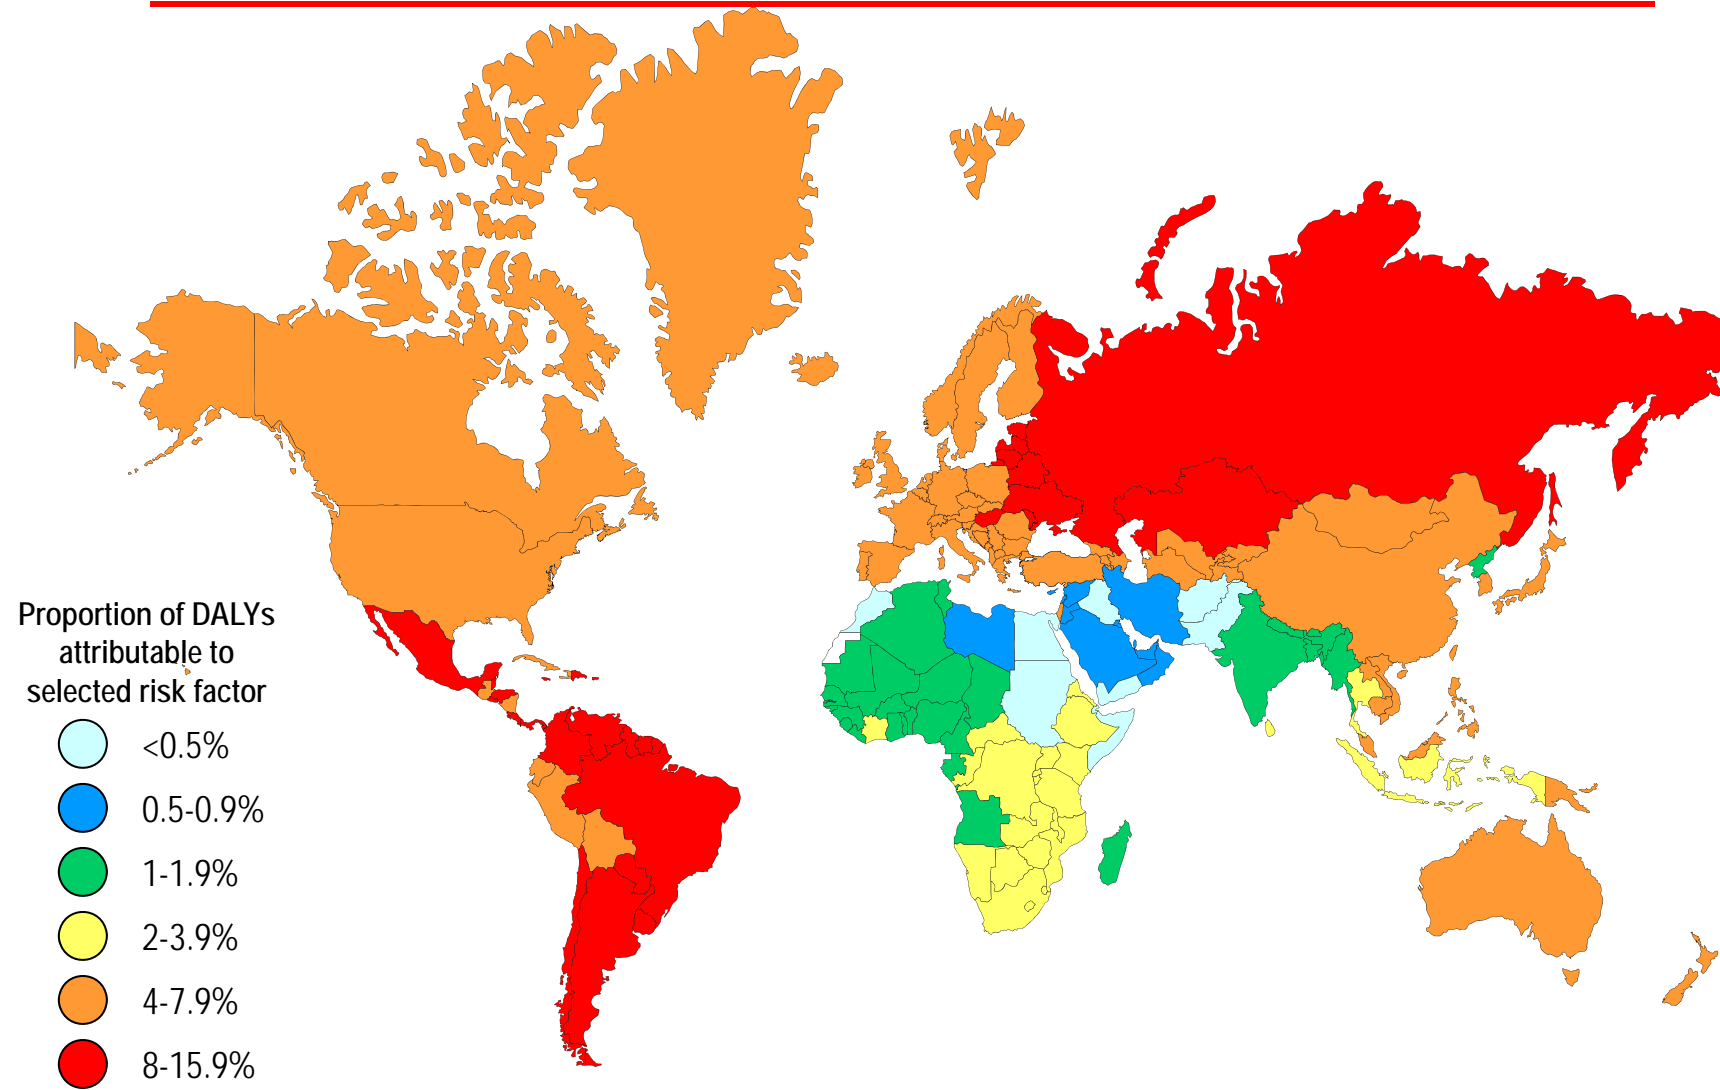 Proportion of DALYs
attributable to
selected risk factor
<0.5%
0.5-0.9%
1-1.9%
2-3.9%
4-7.9%
8-15.9%